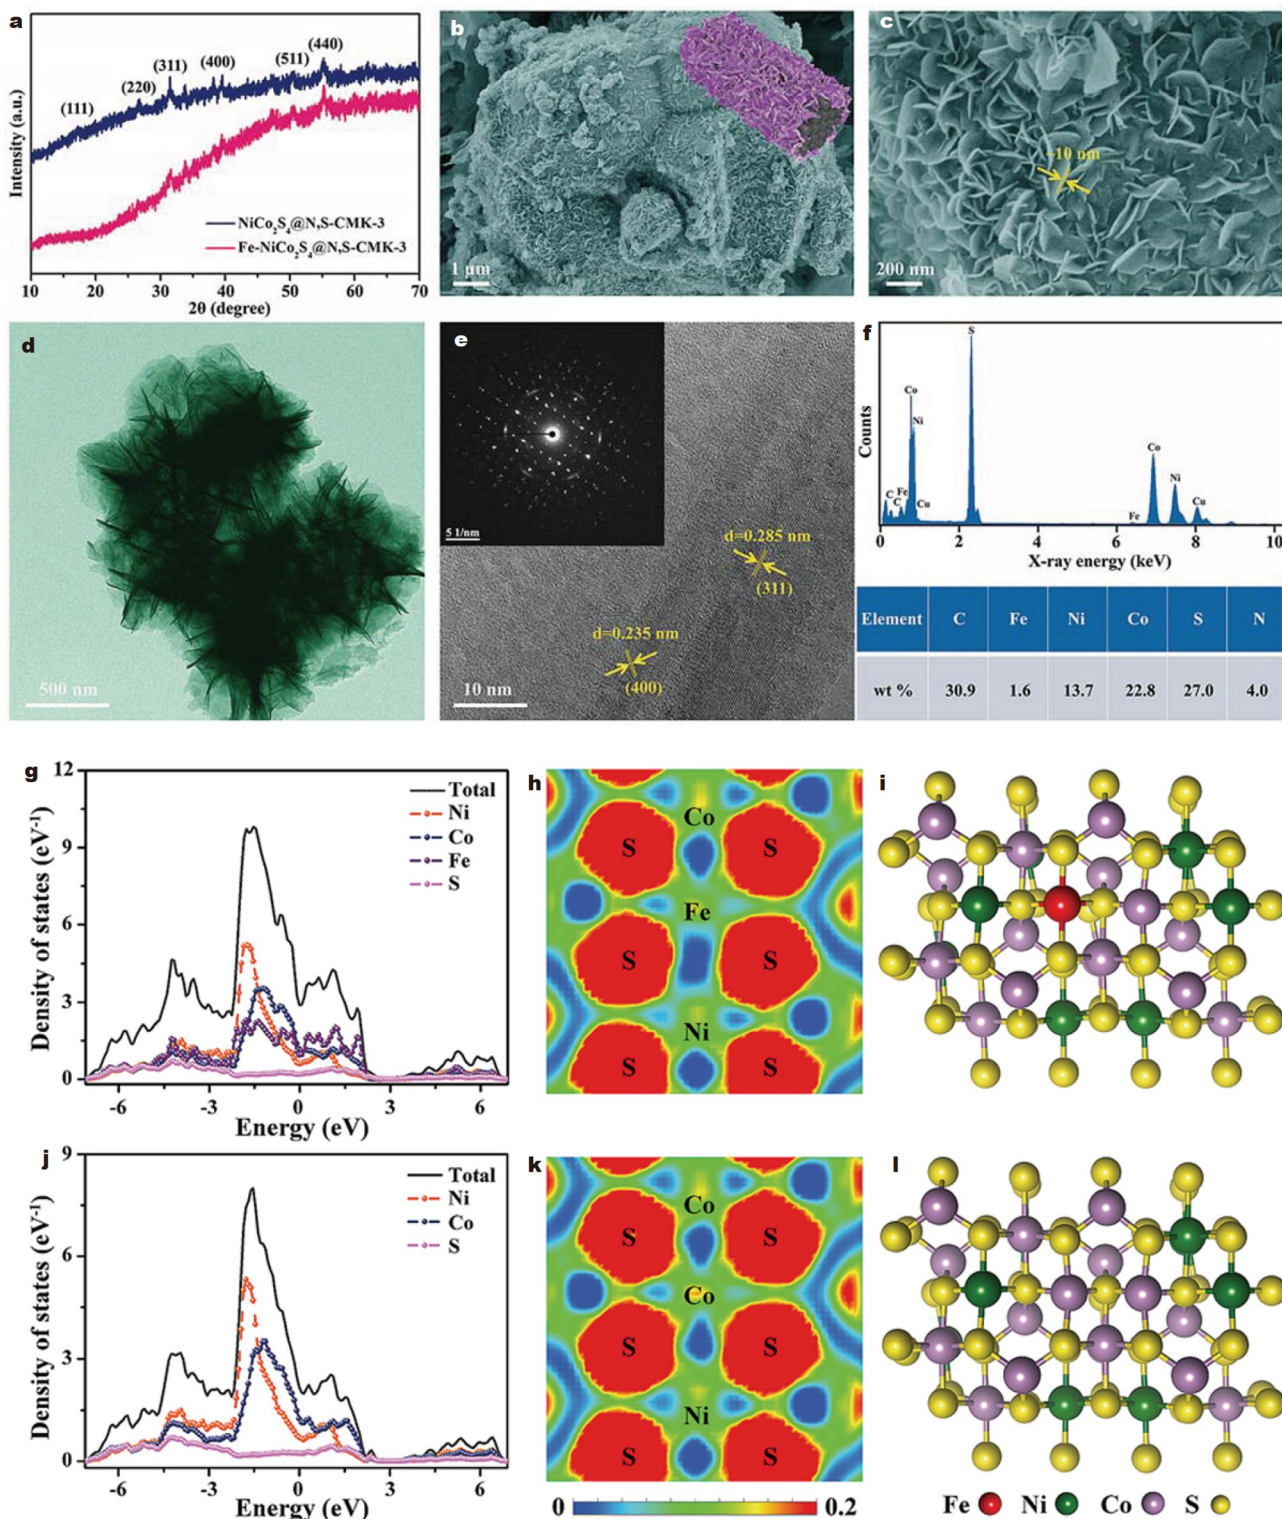 a
Intensity (a.u.)
(111)
(220)
(311)
(400)
(511)
(440)
NiCo₂S₄@N,S-CMK-3
Fe-NiCo₂S₄@N,S-CMK-3
10 20 30 40 50 60 70
2θ (degree)
b
1 μm
c
~10 nm
200 nm
d
500 nm
e
5 1/nm
d=0.285 nm
(311)
d=0.235 nm
(400)
10 nm
f
Counts
S
Co
Ni
C
C
Fe
Cu
Co
Ni
Fe
Cu
0 2 4 6 8 10
X-ray energy (keV)
Element C Fe Ni Co S N
wt % 30.9 1.6 13.7 22.8 27.0 4.0
g
Density of states (eV⁻¹)
12
9
6
3
0
Total
Ni
Co
Fe
S
-6 -3 0 3 6
Energy (eV)
h
Co
S S
Fe
S S
Ni
S S
i
j
Density of states (eV⁻¹)
9
6
3
0
Total
Ni
Co
S
-6 -3 0 3 6
Energy (eV)
k
Co
S S
Co
S S
Ni
S S
0 0.2
l
Fe Ni Co S